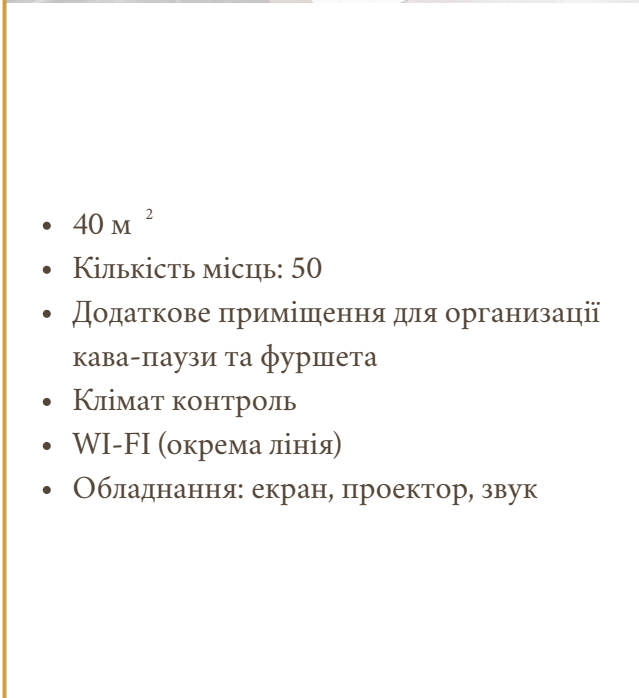 • 40 м ²
• Кількість місць: 50
• Додаткове приміщення для организації
кава-паузи та фуршета
• Клімат контроль
• WI-FI (окрема лінія)
• Обладнання: екран, проектор, звук